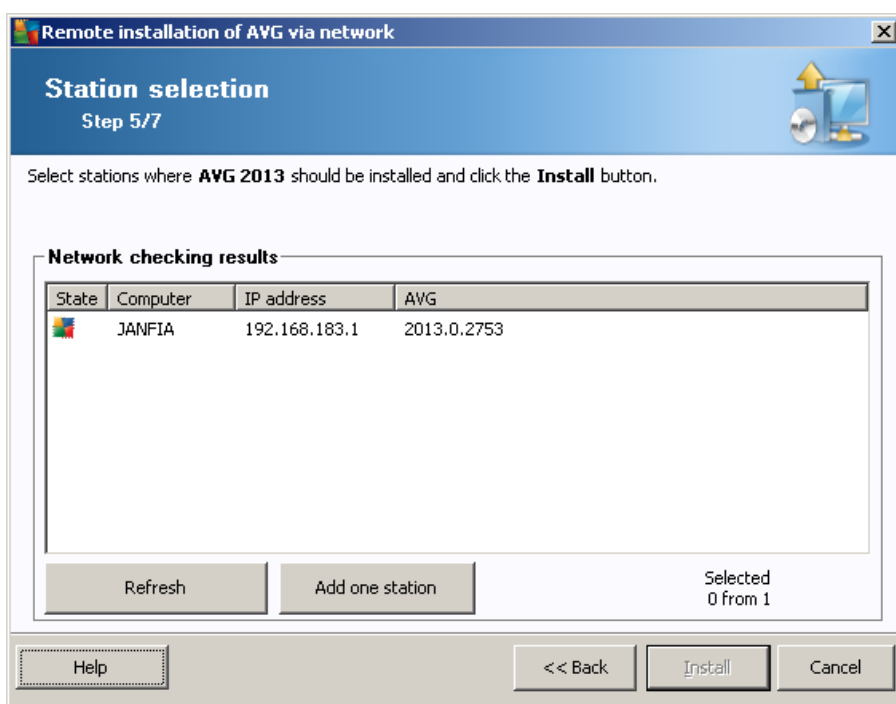 Remote installation of AVG via network
Station selection
Step 5/7
Select stations where AVG 2013 should be installed and click the Install button.
Network checking results
State Computer IP address AVG
JANFIA 192.168.183.1 2013.0.2753
Refresh Add one station Selected
0 from 1
Help << Back Install Cancel